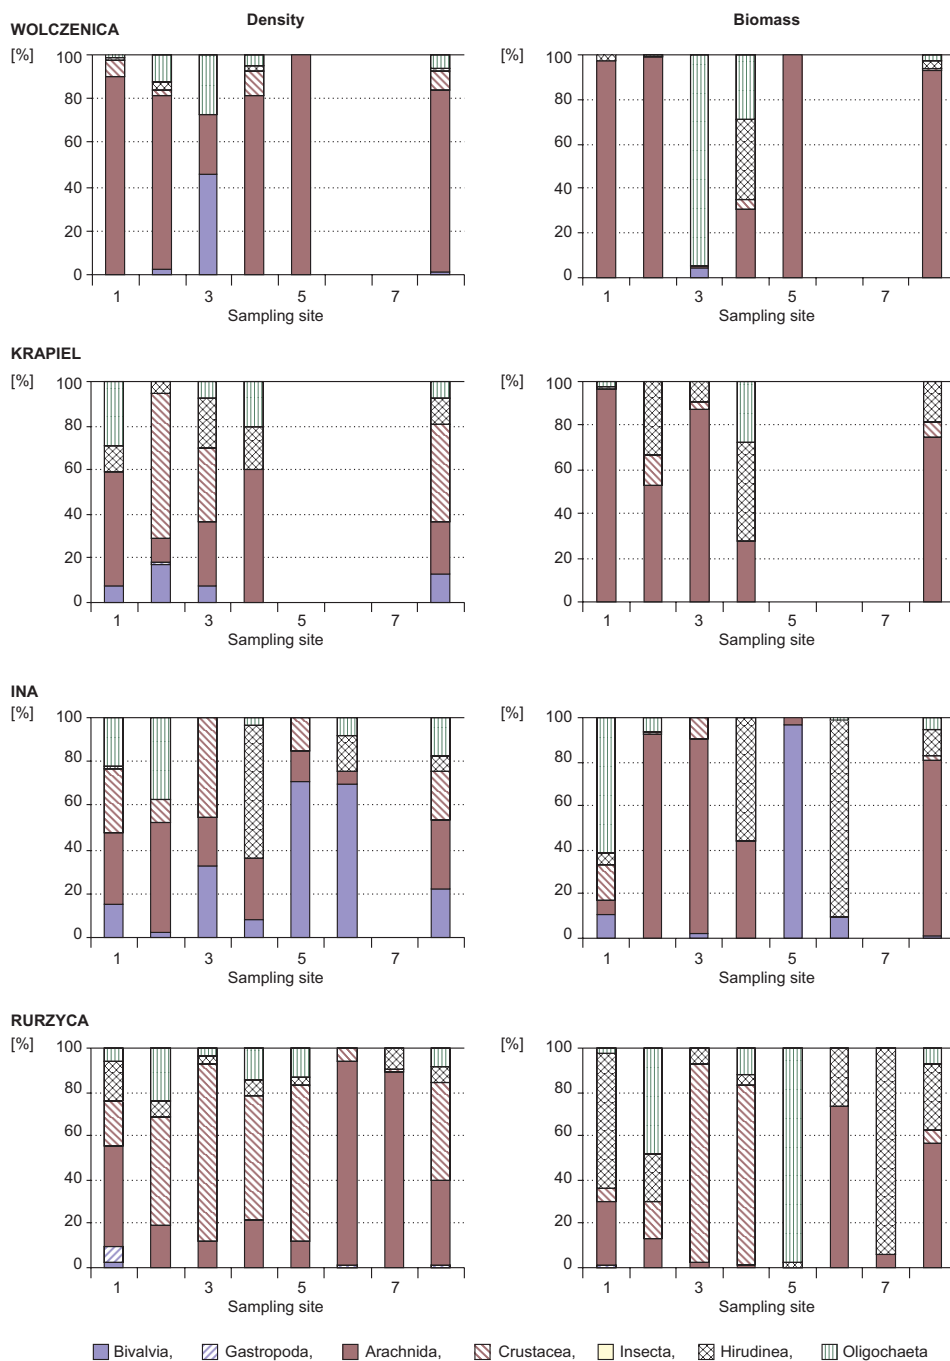 Density Biomass
WOLCZENICA
[%] 100 [%] 100
80 80
60 60
40 40
20 20
0 0
1 3 5 7 1 3 5 7
Sampling site Sampling site
KRAPIEL
[%] 100 [%] 100
80 80
60 60
40 40
20 20
0 0
1 3 5 7 1 3 5 7
Sampling site Sampling site
INA
[%] 100 [%] 100
80 80
60 60
40 40
20 20
0 0
1 3 5 7 1 3 5 7
Sampling site Sampling site
RURZYCA
[%] 100 [%] 100
80 80
60 60
40 40
20 20
0 0
1 3 5 7 1 3 5 7
Sampling site Sampling site
Bivalvia, Gastropoda, Arachnida, Crustacea, Insecta, Hirudinea, Oligochaeta